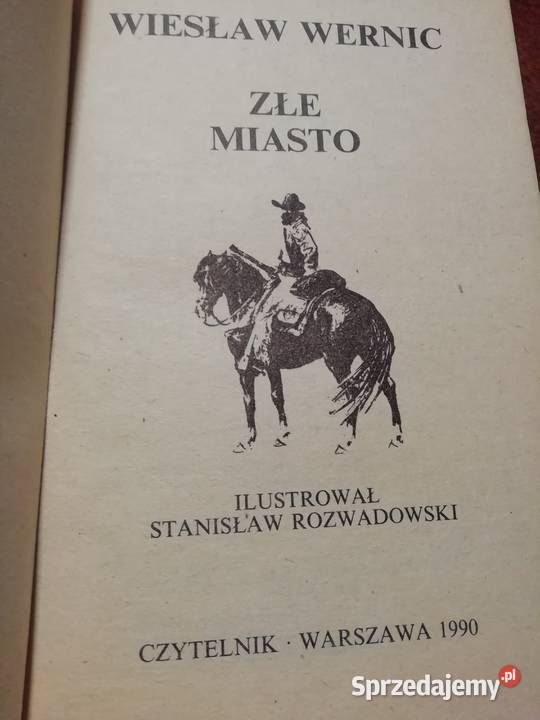 WIESŁAW WERNIC
ZŁE
MIASTO
ILUSTROWAŁ
STANISŁAW ROZWADOWSKI
CZYTELNIK · WARSZAWA 1990
Sprzedajemy.pl